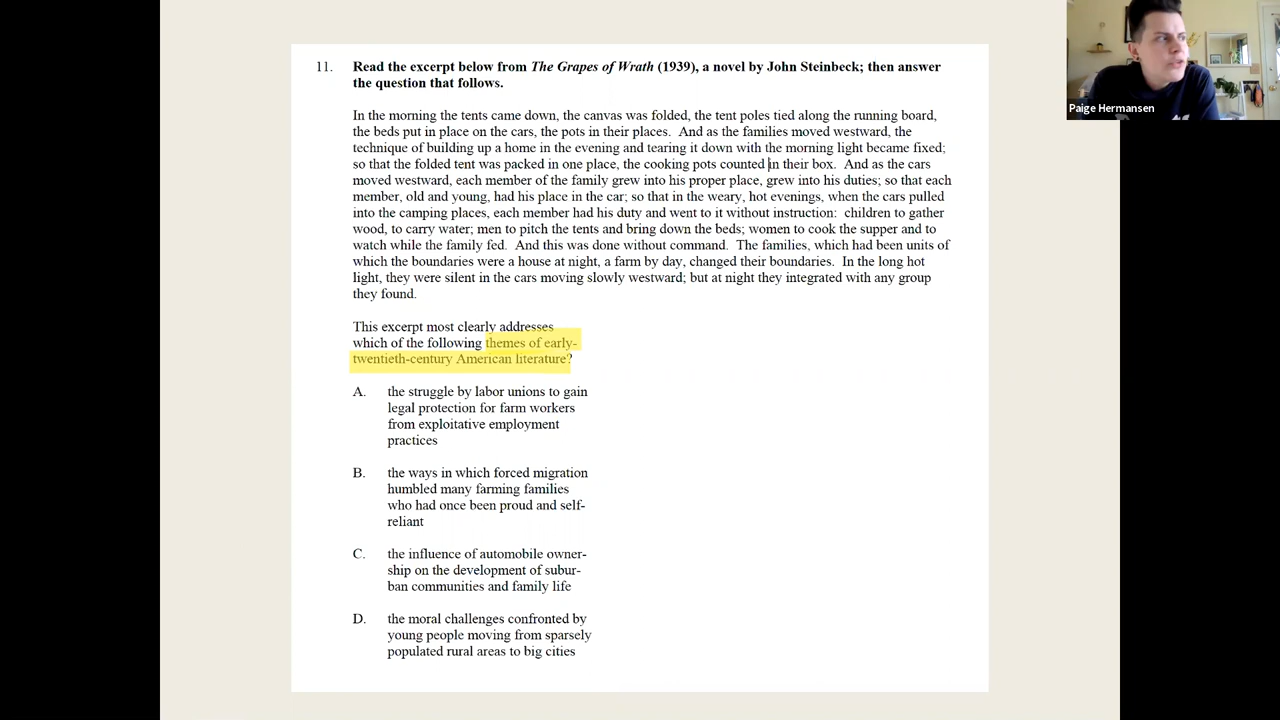 11. Read the excerpt below from The Grapes of Wrath (1939), a novel by John Steinbeck; then answer
the question that follows.
In the morning the tents came down, the canvas was folded, the tent poles tied along the running board,
the beds put in place on the cars, the pots in their places. And as the families moved westward, the
technique of building up a home in the evening and tearing it down with the morning light became fixed;
so that the folded tent was packed in one place, the cooking pots counted in their box. And as the cars
moved westward, each member of the family grew into his proper place, grew into his duties; so that each
member, old and young, had his place in the car; so that in the weary, hot evenings, when the cars pulled
into the camping places, each member had his duty and went to it without instruction: children to gather
wood, to carry water; men to pitch the tents and bring down the beds; women to cook the supper and to
watch while the family fed. And this was done without command. The families, which had been units of
which the boundaries were a house at night, a farm by day, changed their boundaries. In the long hot
light, they were silent in the cars moving slowly westward; but at night they integrated with any group
they found.
This excerpt most clearly addresses
which of the following themes of early-
twentieth-century American literature?
A. the struggle by labor unions to gain
legal protection for farm workers
from exploitative employment
practices
B. the ways in which forced migration
humbled many farming families
who had once been proud and self-
reliant
C. the influence of automobile owner-
ship on the development of subur-
ban communities and family life
D. the moral challenges confronted by
young people moving from sparsely
populated rural areas to big cities
Paige Hermansen